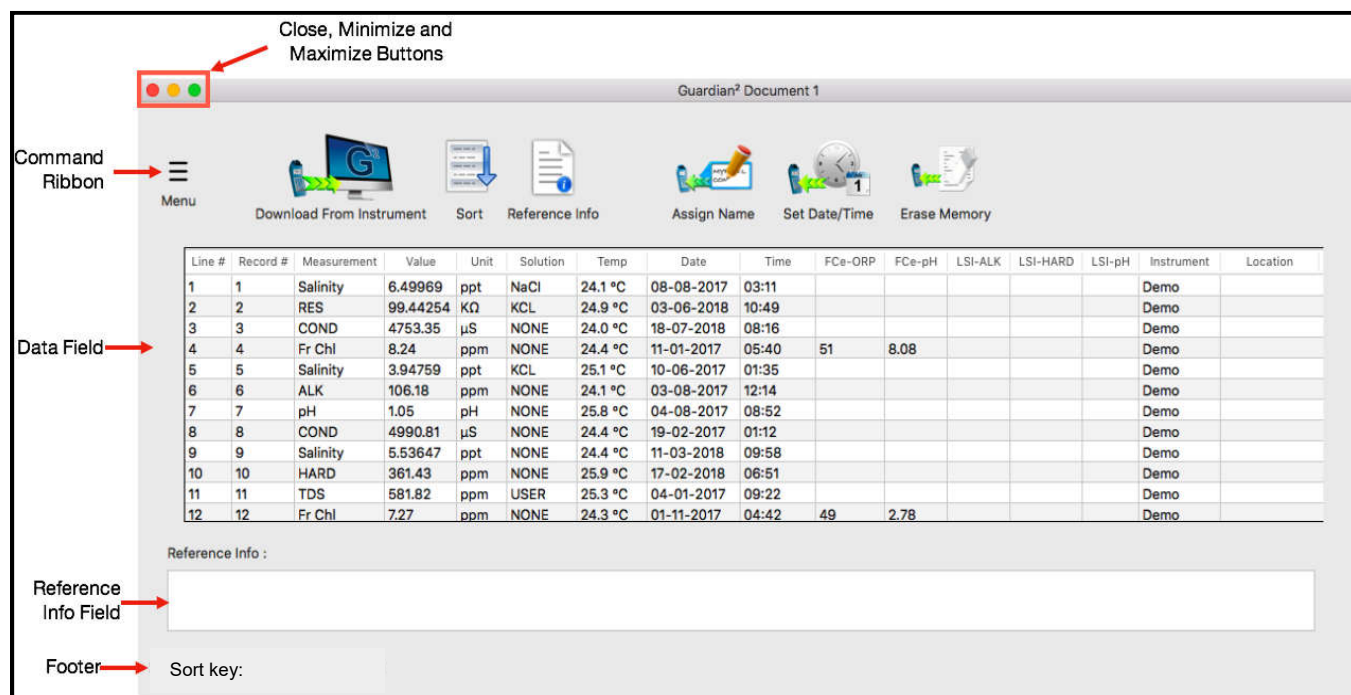 Close, Minimize and
Maximize Buttons
Guardian² Document 1
Command
Ribbon
Menu
Download From Instrument
Sort
Reference Info
Assign Name
Set Date/Time
Erase Memory
Line # Record # Measurement Value Unit Solution Temp Date Time FCe-ORP FCe-pH LSI-ALK LSI-HARD LSI-pH Instrument Location
1 1 Salinity 6.49969 ppt NaCl 24.1 ºC 08-08-2017 03:11 Demo
2 2 RES 99.44254 KΩ KCL 24.9 ºC 03-06-2018 10:49 Demo
3 3 COND 4753.35 µS NONE 24.0 ºC 18-07-2018 08:16 Demo
Data Field
4 4 Fr Chl 8.24 ppm NONE 24.4 ºC 11-01-2017 05:40 51 8.08 Demo
5 5 Salinity 3.94759 ppt KCL 25.1 ºC 10-06-2017 01:35 Demo
6 6 ALK 106.18 ppm NONE 24.1 ºC 03-08-2017 12:14 Demo
7 7 pH 1.05 pH NONE 25.8 ºC 04-08-2017 08:52 Demo
8 8 COND 4990.81 µS NONE 24.4 ºC 19-02-2017 01:12 Demo
9 9 Salinity 5.53647 ppt NONE 24.4 ºC 11-03-2018 09:58 Demo
10 10 HARD 361.43 ppm NONE 25.9 ºC 17-02-2018 06:51 Demo
11 11 TDS 581.82 ppm USER 25.3 ºC 04-01-2017 09:22 Demo
12 12 Fr Chl 7.27 ppm NONE 24.3 ºC 01-11-2017 04:42 49 2.78 Demo
Reference Info :
Reference
Info Field
Footer
Sort key: